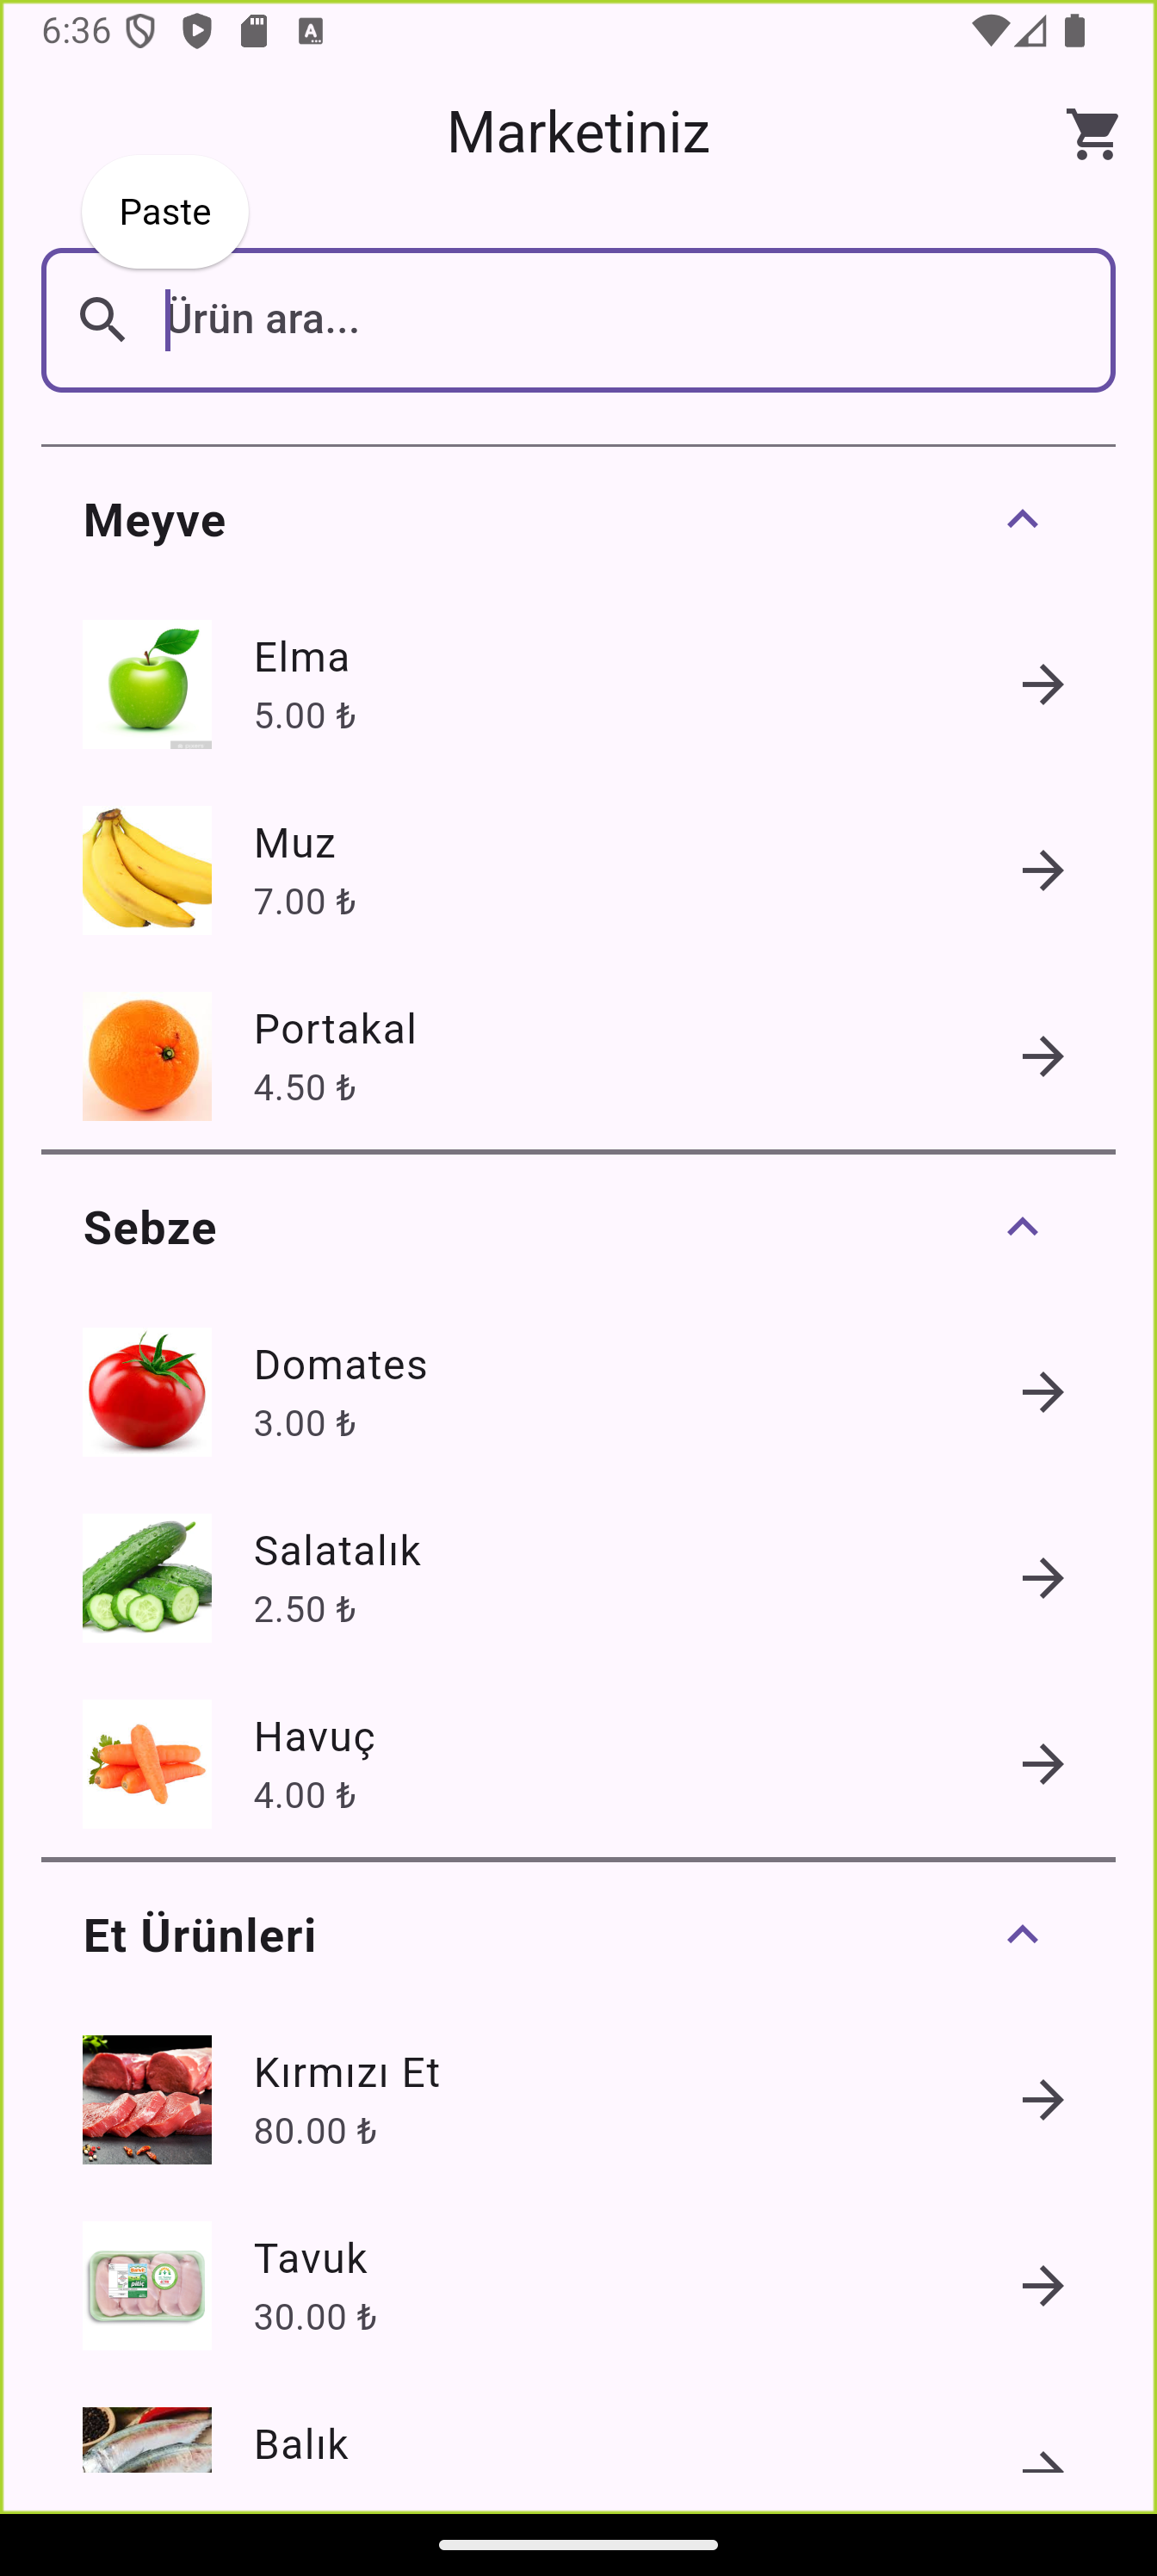 6:36
Marketiniz
Paste
Ürün ara...
Meyve
Elma
5.00 ₺
Muz
7.00 ₺
Portakal
4.50 ₺
Sebze
Domates
3.00 ₺
Salatalık
2.50 ₺
Havuç
4.00 ₺
Et Ürünleri
Kırmızı Et
80.00 ₺
Tavuk
30.00 ₺
Balık